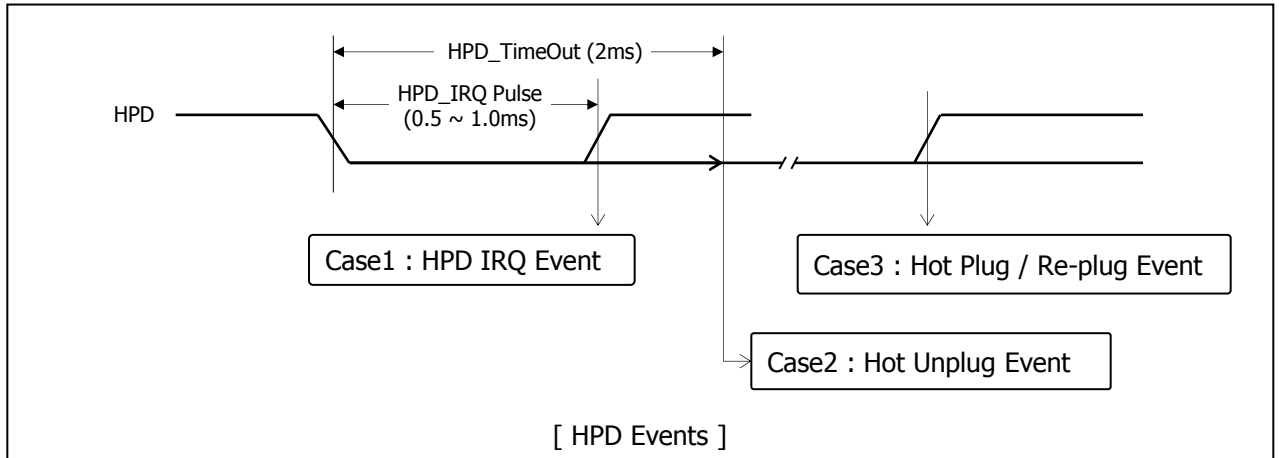 HPD_TimeOut (2ms)
HPD_IRQ Pulse
(0.5 ~ 1.0ms)
HPD
Case1 : HPD IRQ Event
Case3 : Hot Plug / Re-plug Event
Case2 : Hot Unplug Event
[ HPD Events ]